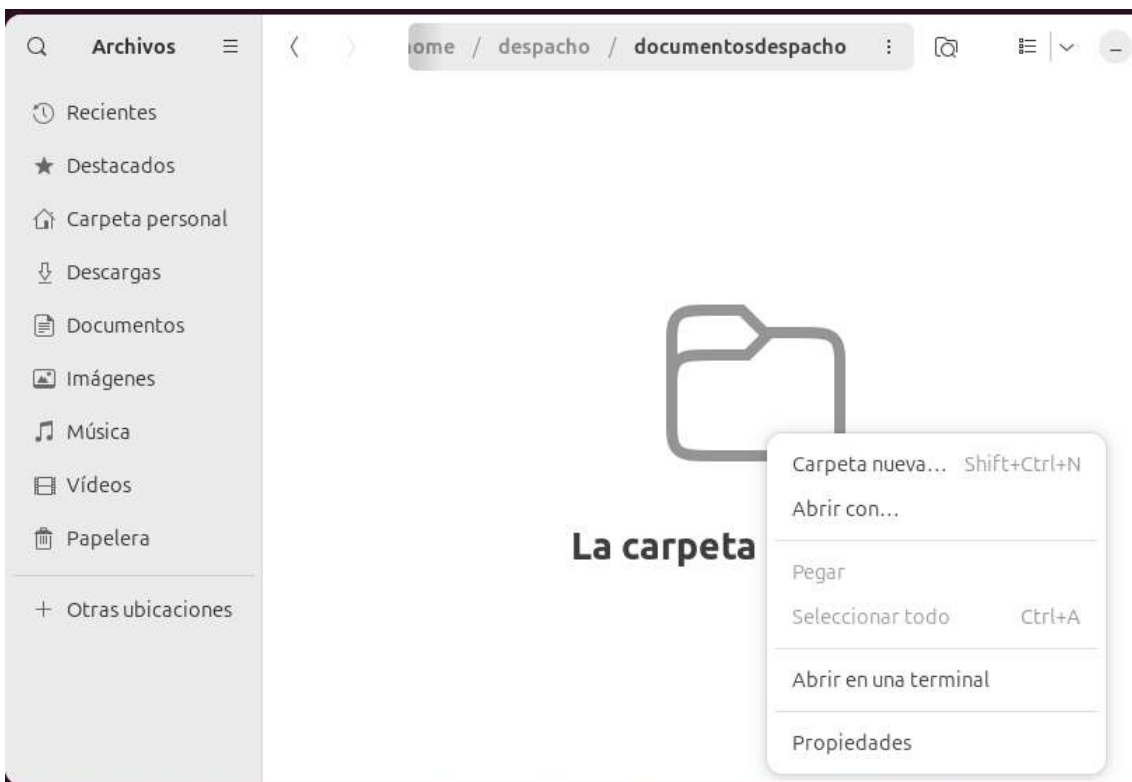 Archivos
ome / despacho / documentosdespacho
Recientes
Destacados
Carpeta personal
Descargas
Documentos
Imágenes
Música
Vídeos
Papelera
+ Otras ubicaciones
La carpeta
Carpeta nueva... Shift+Ctrl+N
Abrir con...
Pegar
Seleccionar todo Ctrl+A
Abrir en una terminal
Propiedades